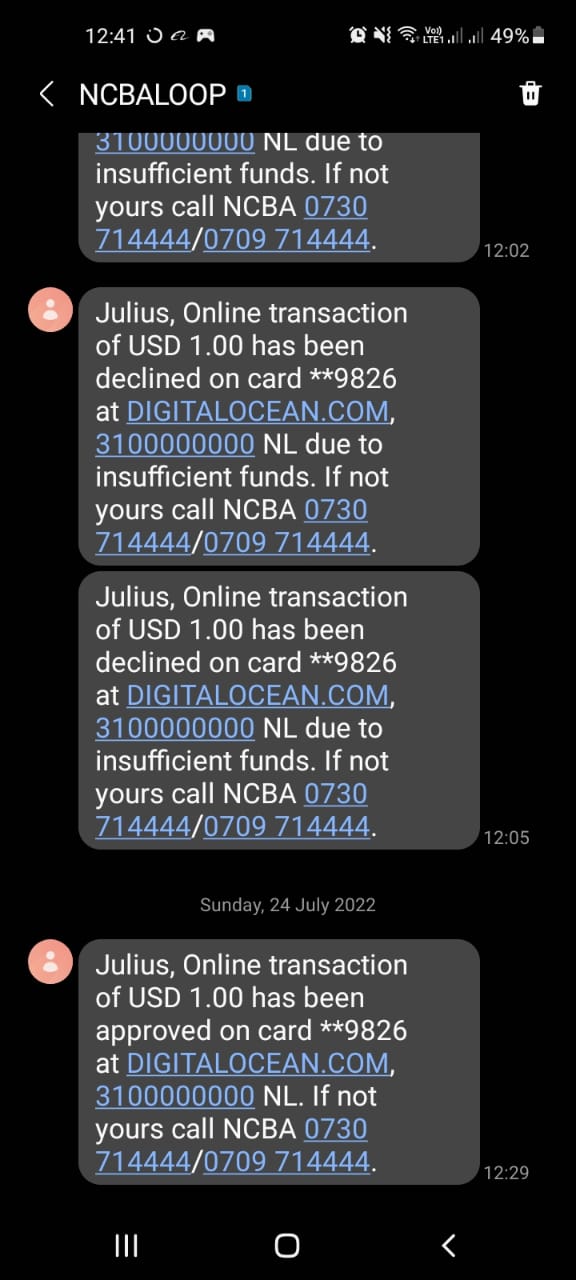 12:41
Vo)) LTE1
49%
NCBALOOP 1
3100000000 NL due to
insufficient funds. If not
yours call NCBA 0730
714444/0709 714444.
12:02
Julius, Online transaction
of USD 1.00 has been
declined on card **9826
at DIGITALOCEAN.COM,
3100000000 NL due to
insufficient funds. If not
yours call NCBA 0730
714444/0709 714444.
Julius, Online transaction
of USD 1.00 has been
declined on card **9826
at DIGITALOCEAN.COM,
3100000000 NL due to
insufficient funds. If not
yours call NCBA 0730
714444/0709 714444.
12:05
Sunday, 24 July 2022
Julius, Online transaction
of USD 1.00 has been
approved on card **9826
at DIGITALOCEAN.COM,
3100000000 NL. If not
yours call NCBA 0730
714444/0709 714444.
12:29